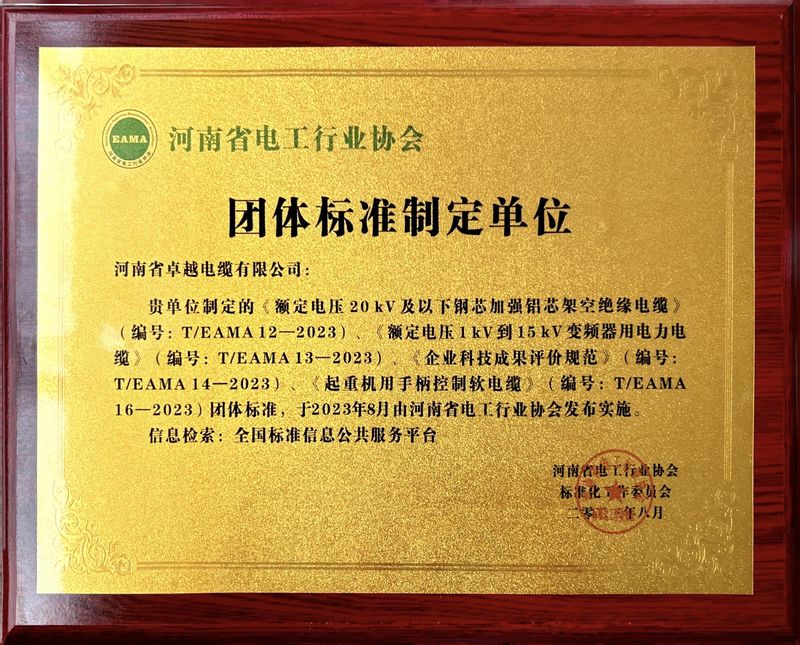 EAMA
河南省电工行业协会
团体标准制定单位
河南省卓越电缆有限公司：
贵单位制定的《额定电压20 kV及以下钢芯加强铝芯架空绝缘电缆》
（编号：T/EAMA 12—2023）、《额定电压1 kV到15 kV变频器用电力电
缆》（编号：T/EAMA 13—2023）、《企业科技成果评价规范》（编号：
T/EAMA 14—2023）、《起重机用手柄控制软电缆》（编号：T/EAMA
16—2023）团体标准，于2023年8月由河南省电工行业协会发布实施。
信息检索：全国标准信息公共服务平台
河南省电工行业协会
标准化工作委员会
二零二三年八月